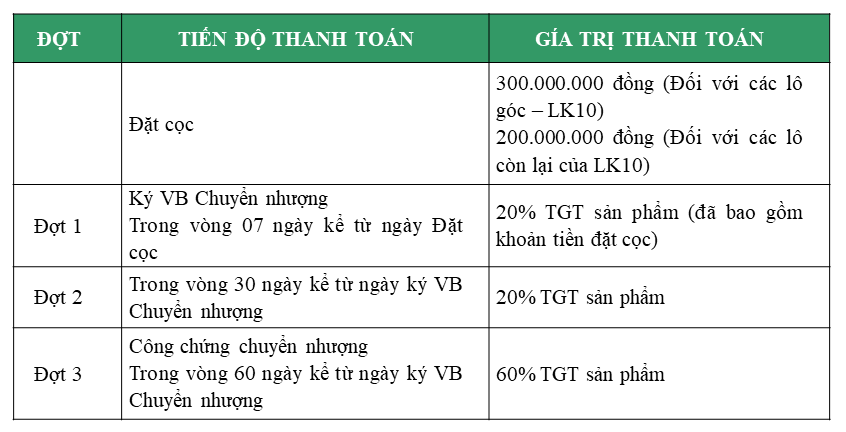 ĐỢT
TIẾN ĐỘ THANH TOÁN
GÍA TRỊ THANH TOÁN
Đặt cọc
300.000.000 đồng (Đối với các lô
góc – LK10)
200.000.000 đồng (Đối với các lô
còn lại của LK10)
Đợt 1
Ký VB Chuyển nhượng
Trong vòng 07 ngày kể từ ngày Đặt
cọc
20% TGT sản phẩm (đã bao gồm
khoản tiền đặt cọc)
Đợt 2
Trong vòng 30 ngày kể từ ngày ký VB
Chuyển nhượng
20% TGT sản phẩm
Đợt 3
Công chứng chuyển nhượng
Trong vòng 60 ngày kể từ ngày ký VB
Chuyển nhượng
60% TGT sản phẩm